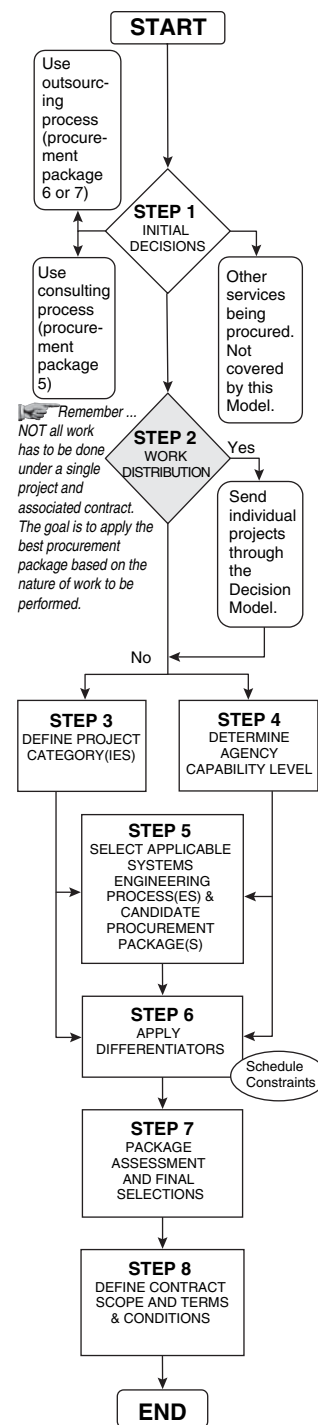 START
Use
outsourc-
ing
process
(procure-
ment
package
6 or 7)
STEP 1
INITIAL
DECISIONS
Use
consulting
process
(procure-
ment
package
5)
Other
services
being
procured.
Not
covered
by this
Model.
Remember ...
NOT all work
has to be done
under a single
project and
associated contract.
The goal is to apply the
best procurement
package based on the
nature of work to be
performed.
STEP 2
WORK
DISTRIBUTION
Yes
Send
individual
projects
through
the
Decision
Model.
No
STEP 3
DEFINE PROJECT
CATEGORY(IES)
STEP 4
DETERMINE
AGENCY
CAPABILITY LEVEL
STEP 5
SELECT APPLICABLE
SYSTEMS
ENGINEERING
PROCESS(ES) &
CANDIDATE
PROCUREMENT
PACKAGE(S)
STEP 6
APPLY
DIFFERENTIATORS
Schedule
Constraints
STEP 7
PACKAGE
ASSESSMENT
AND FINAL
SELECTIONS
STEP 8
DEFINE CONTRACT
SCOPE AND TERMS
& CONDITIONS
END